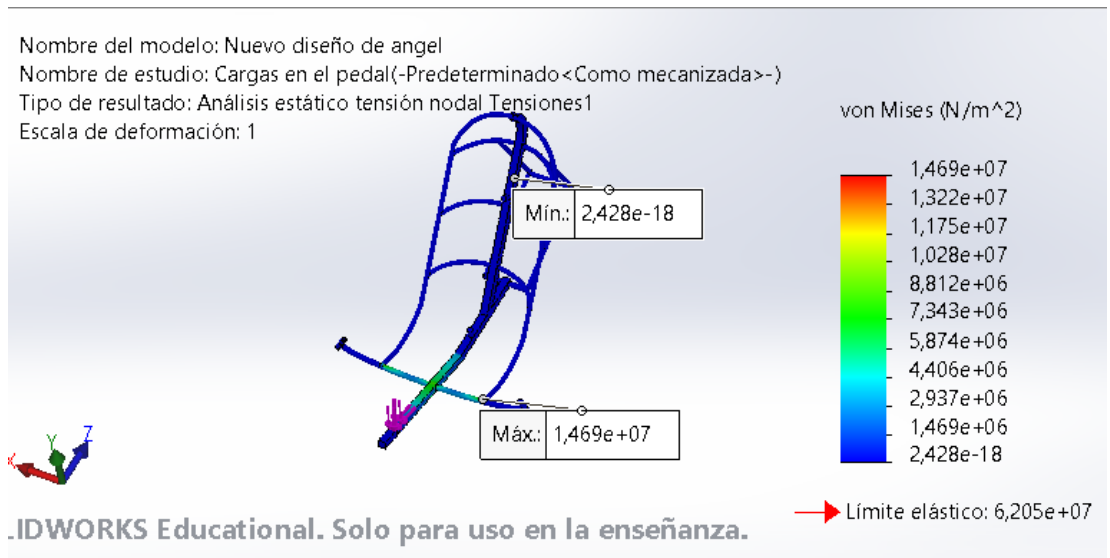 Nombre del modelo: Nuevo diseño de angel
Nombre de estudio: Cargas en el pedal(-Predeterminado<Como mecanizada>-)
Tipo de resultado: Análisis estático tensión nodal Tensiones1
Escala de deformación: 1
von Mises (N/m^2)
1,469e+07
1,322e+07
1,175e+07
1,028e+07
8,812e+06
7,343e+06
5,874e+06
4,406e+06
2,937e+06
1,469e+06
2,428e-18
Límite elástico: 6,205e+07
Mín.: 2,428e-18
Máx.: 1,469e+07
Y
Z
X
.IDWORKS Educational. Solo para uso en la enseñanza.